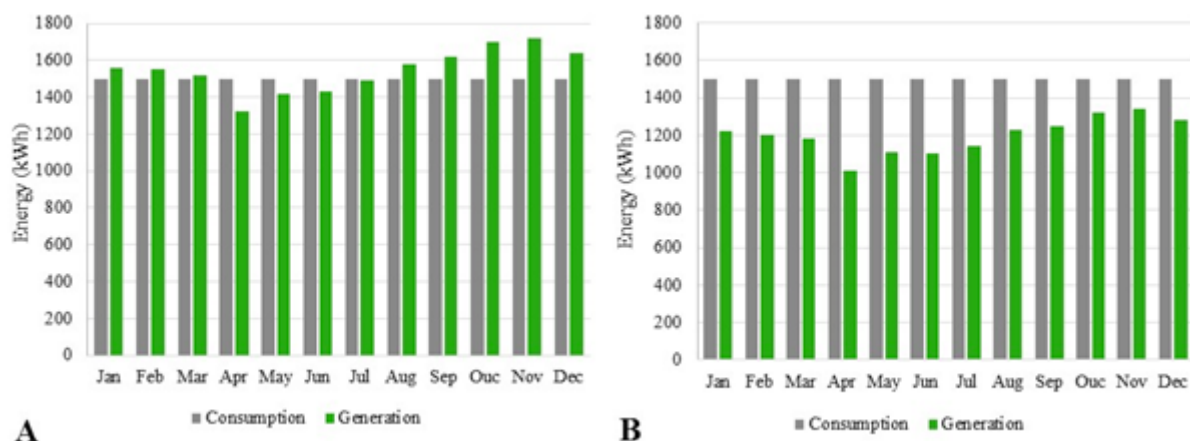 Energy (kWh)
1800
1600
1400
1200
1000
800
600
400
200
0
Jan Feb Mar Apr May Jun Jul Aug Sep Ouc Nov Dec
Consumption Generation
A
Energy (kWh)
1800
1600
1400
1200
1000
800
600
400
200
0
Jan Feb Mar Apr May Jun Jul Aug Sep Ouc Nov Dec
Consumption Generation
B